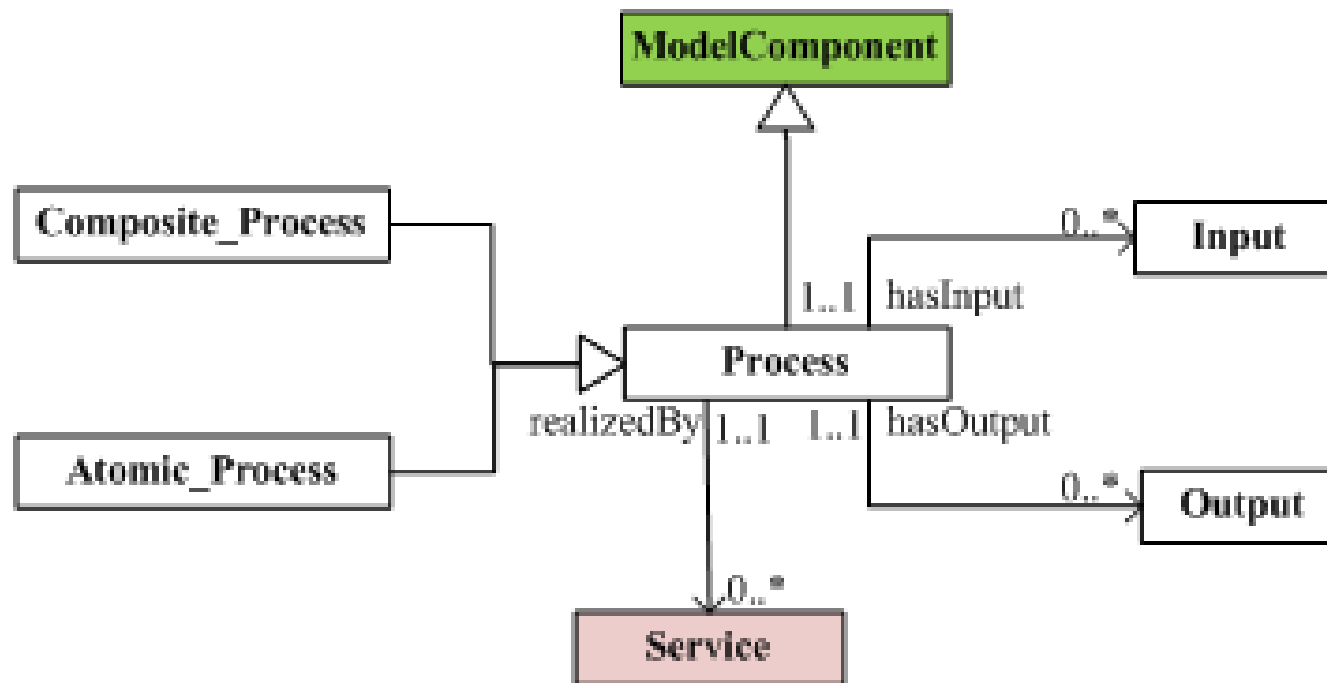 ModelComponent
Composite_Process
0..*
Input
1..1
hasInput
Process
realizedBy
1..1
1..1
hasOutput
Atomic_Process
0..*
Output
0..*
Service